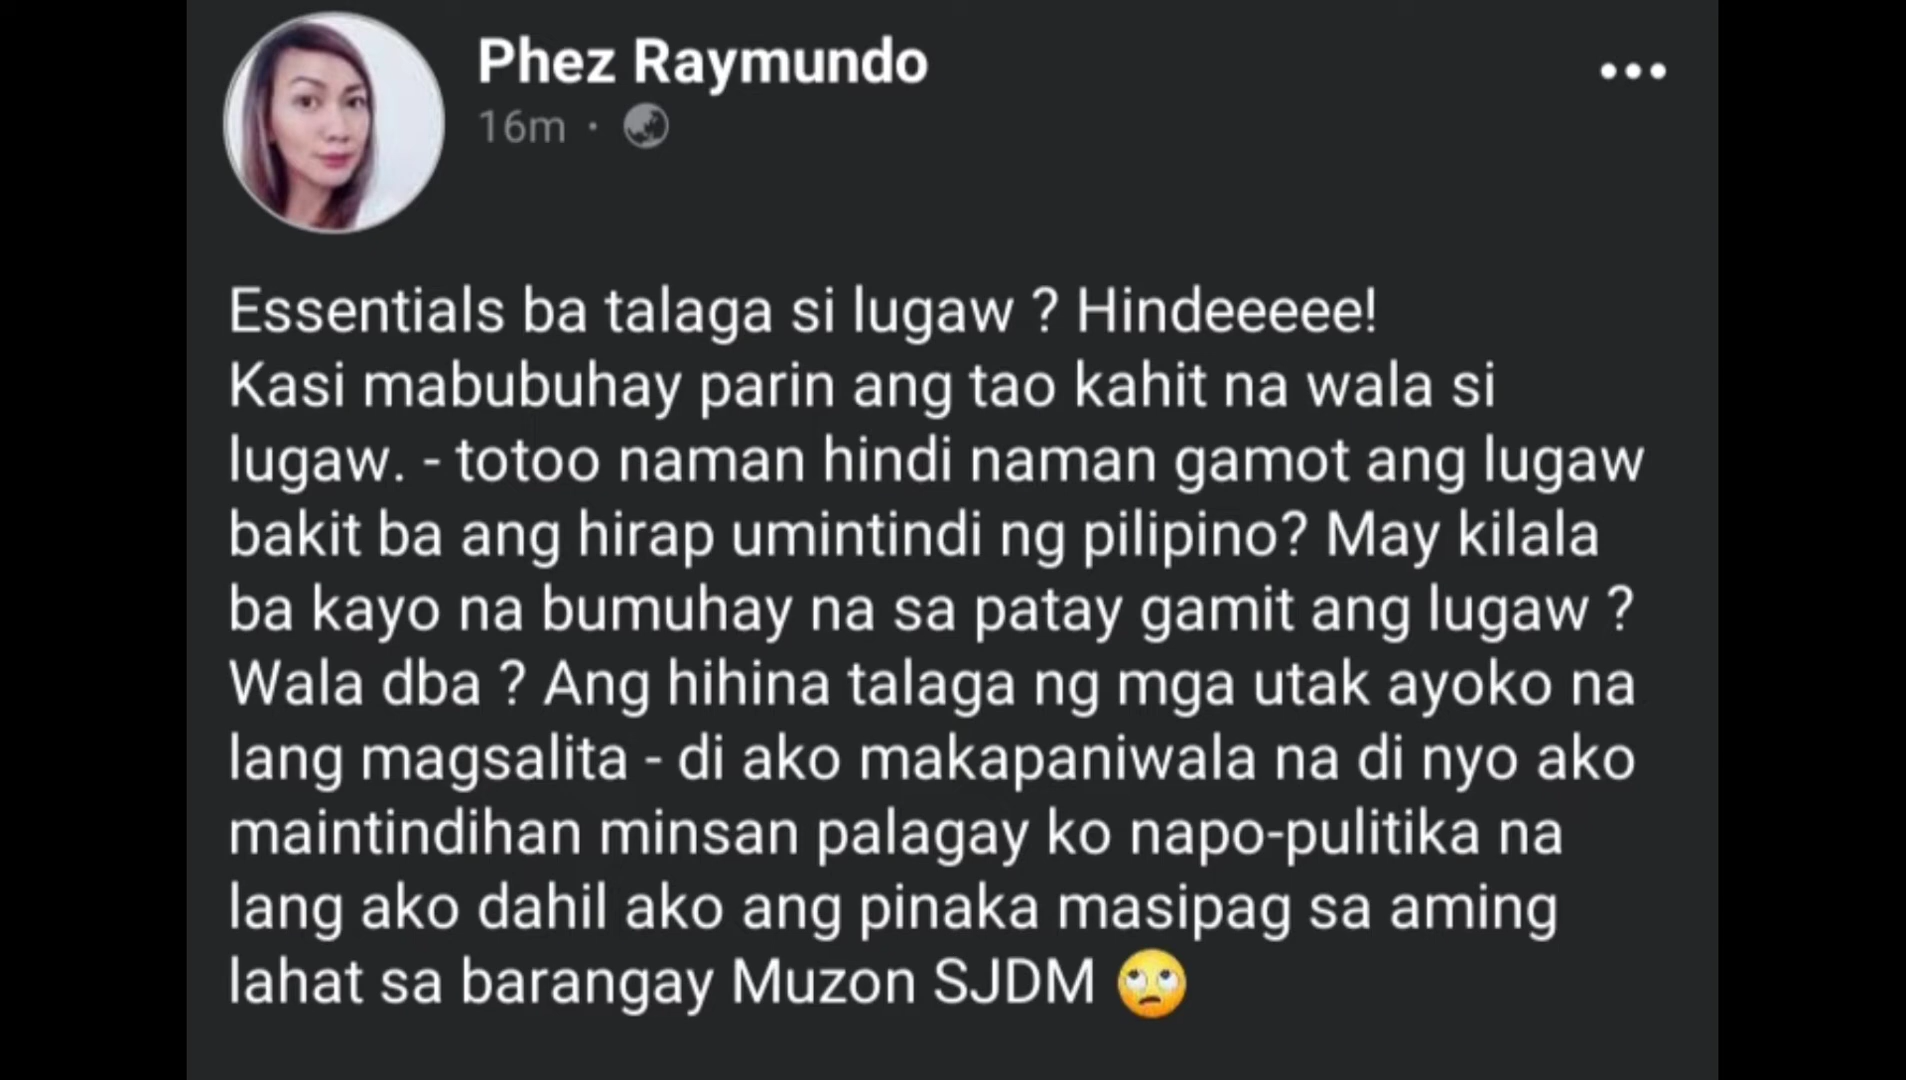 Phez Raymundo
16m ·
Essentials ba talaga si lugaw ? Hindeeeee!
Kasi mabubuhay parin ang tao kahit na wala si
lugaw. - totoo naman hindi naman gamot ang lugaw
bakit ba ang hirap umintindi ng pilipino? May kilala
ba kayo na bumuhay na sa patay gamit ang lugaw ?
Wala dba ? Ang hihina talaga ng mga utak ayoko na
lang magsalita - di ako makapaniwala na di nyo ako
maintindihan minsan palagay ko napo-pulitika na
lang ako dahil ako ang pinaka masipag sa aming
lahat sa barangay Muzon SJDM 🙄